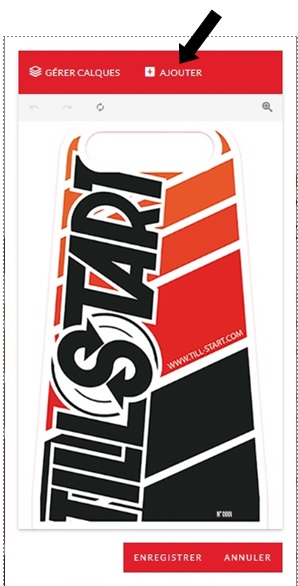 GÉRER CALQUES
AJOUTER
TILL START
WWW.TILL-START.COM
N°0001
ENREGISTRER
ANNULER